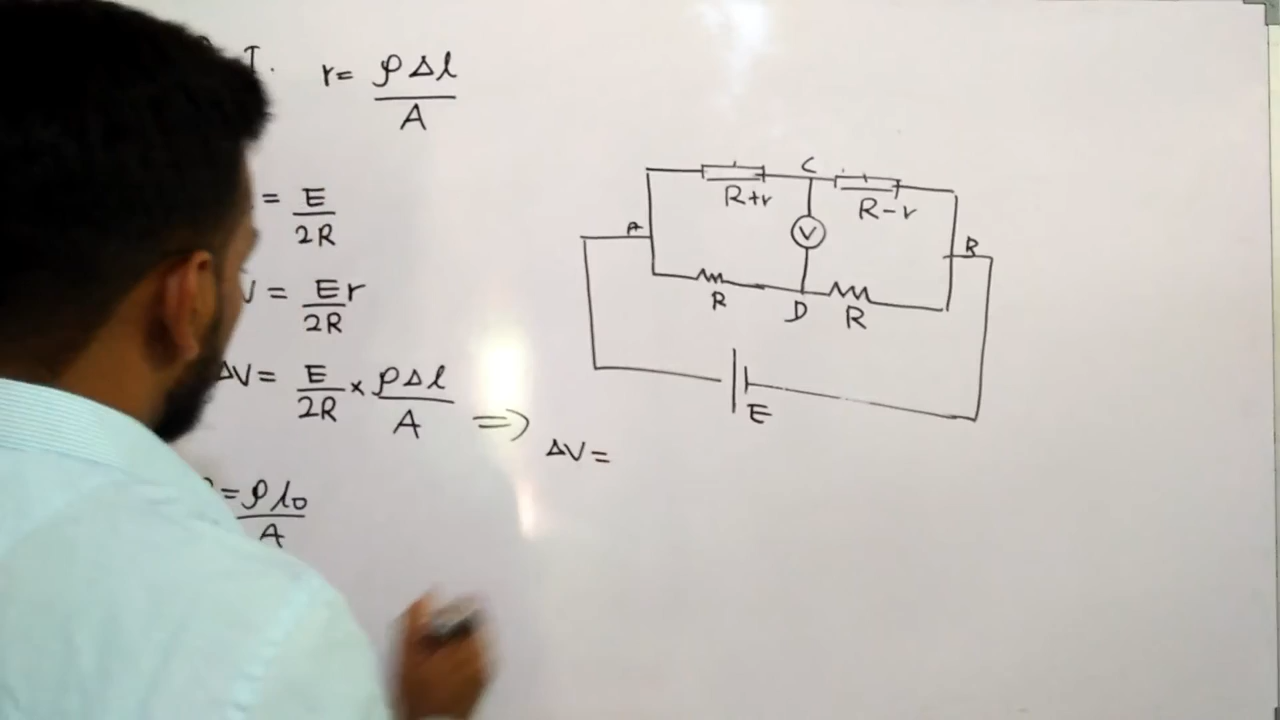 r = ρΔl / A
= E / 2R
V = Er / 2R
ΔV = E / 2R × ρΔl / A ⇒ ΔV =
= ρl₀ / A
C
R+r
R-r
A
V
B
R
D
R
E